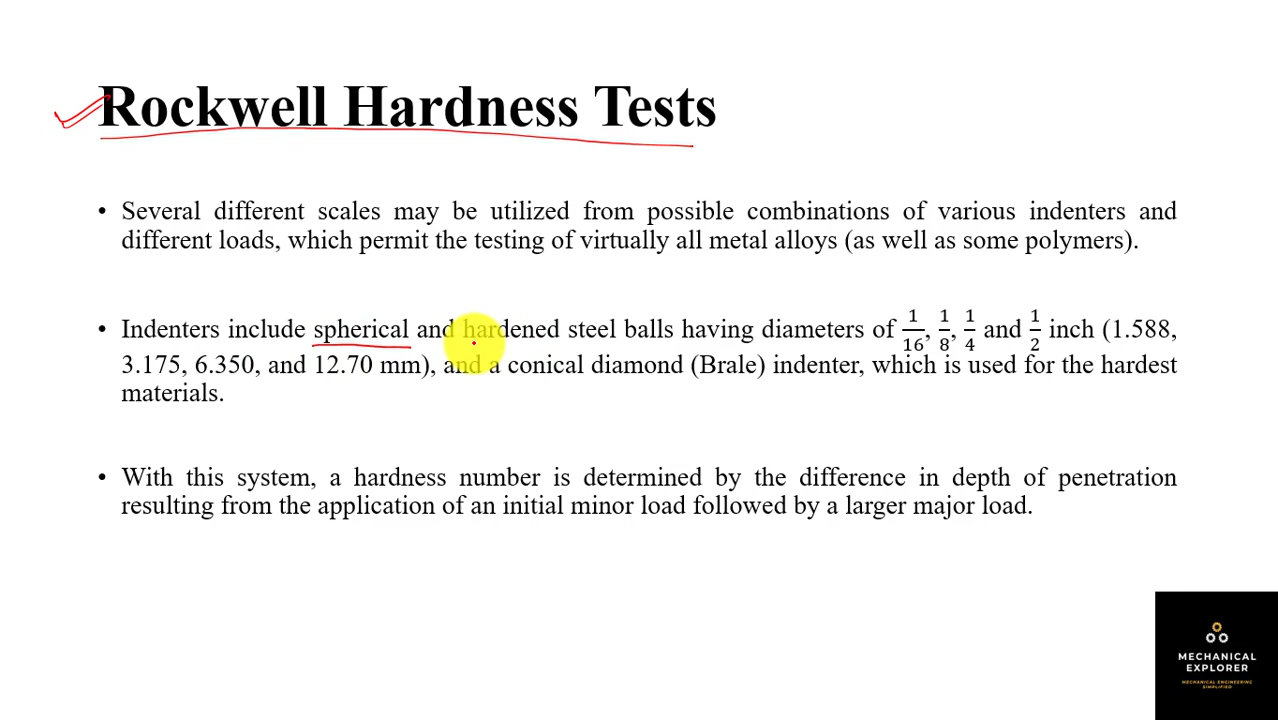 Rockwell Hardness Tests
• Several different scales may be utilized from possible combinations of various indenters and
different loads, which permit the testing of virtually all metal alloys (as well as some polymers).
• Indenters include spherical and hardened steel balls having diameters of 1/16, 1/8, 1/4 and 1/2 inch (1.588,
3.175, 6.350, and 12.70 mm), and a conical diamond (Brale) indenter, which is used for the hardest
materials.
• With this system, a hardness number is determined by the difference in depth of penetration
resulting from the application of an initial minor load followed by a larger major load.
MECHANICAL
EXPLORER
MECHANICAL ENGINEERING
SIMPLIFIED